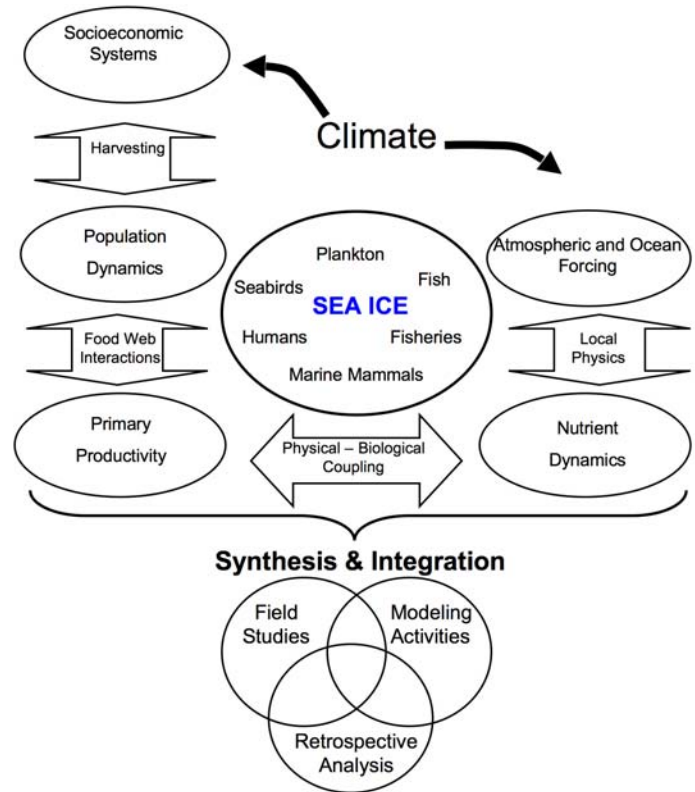 Socioeconomic
Systems
Climate
Harvesting
Population
Dynamics
Plankton
Seabirds
Fish
SEA ICE
Humans
Fisheries
Marine Mammals
Atmospheric and Ocean
Forcing
Food Web
Interactions
Local
Physics
Primary
Productivity
Physical – Biological
Coupling
Nutrient
Dynamics
Synthesis & Integration
Field
Studies
Modeling
Activities
Retrospective
Analysis